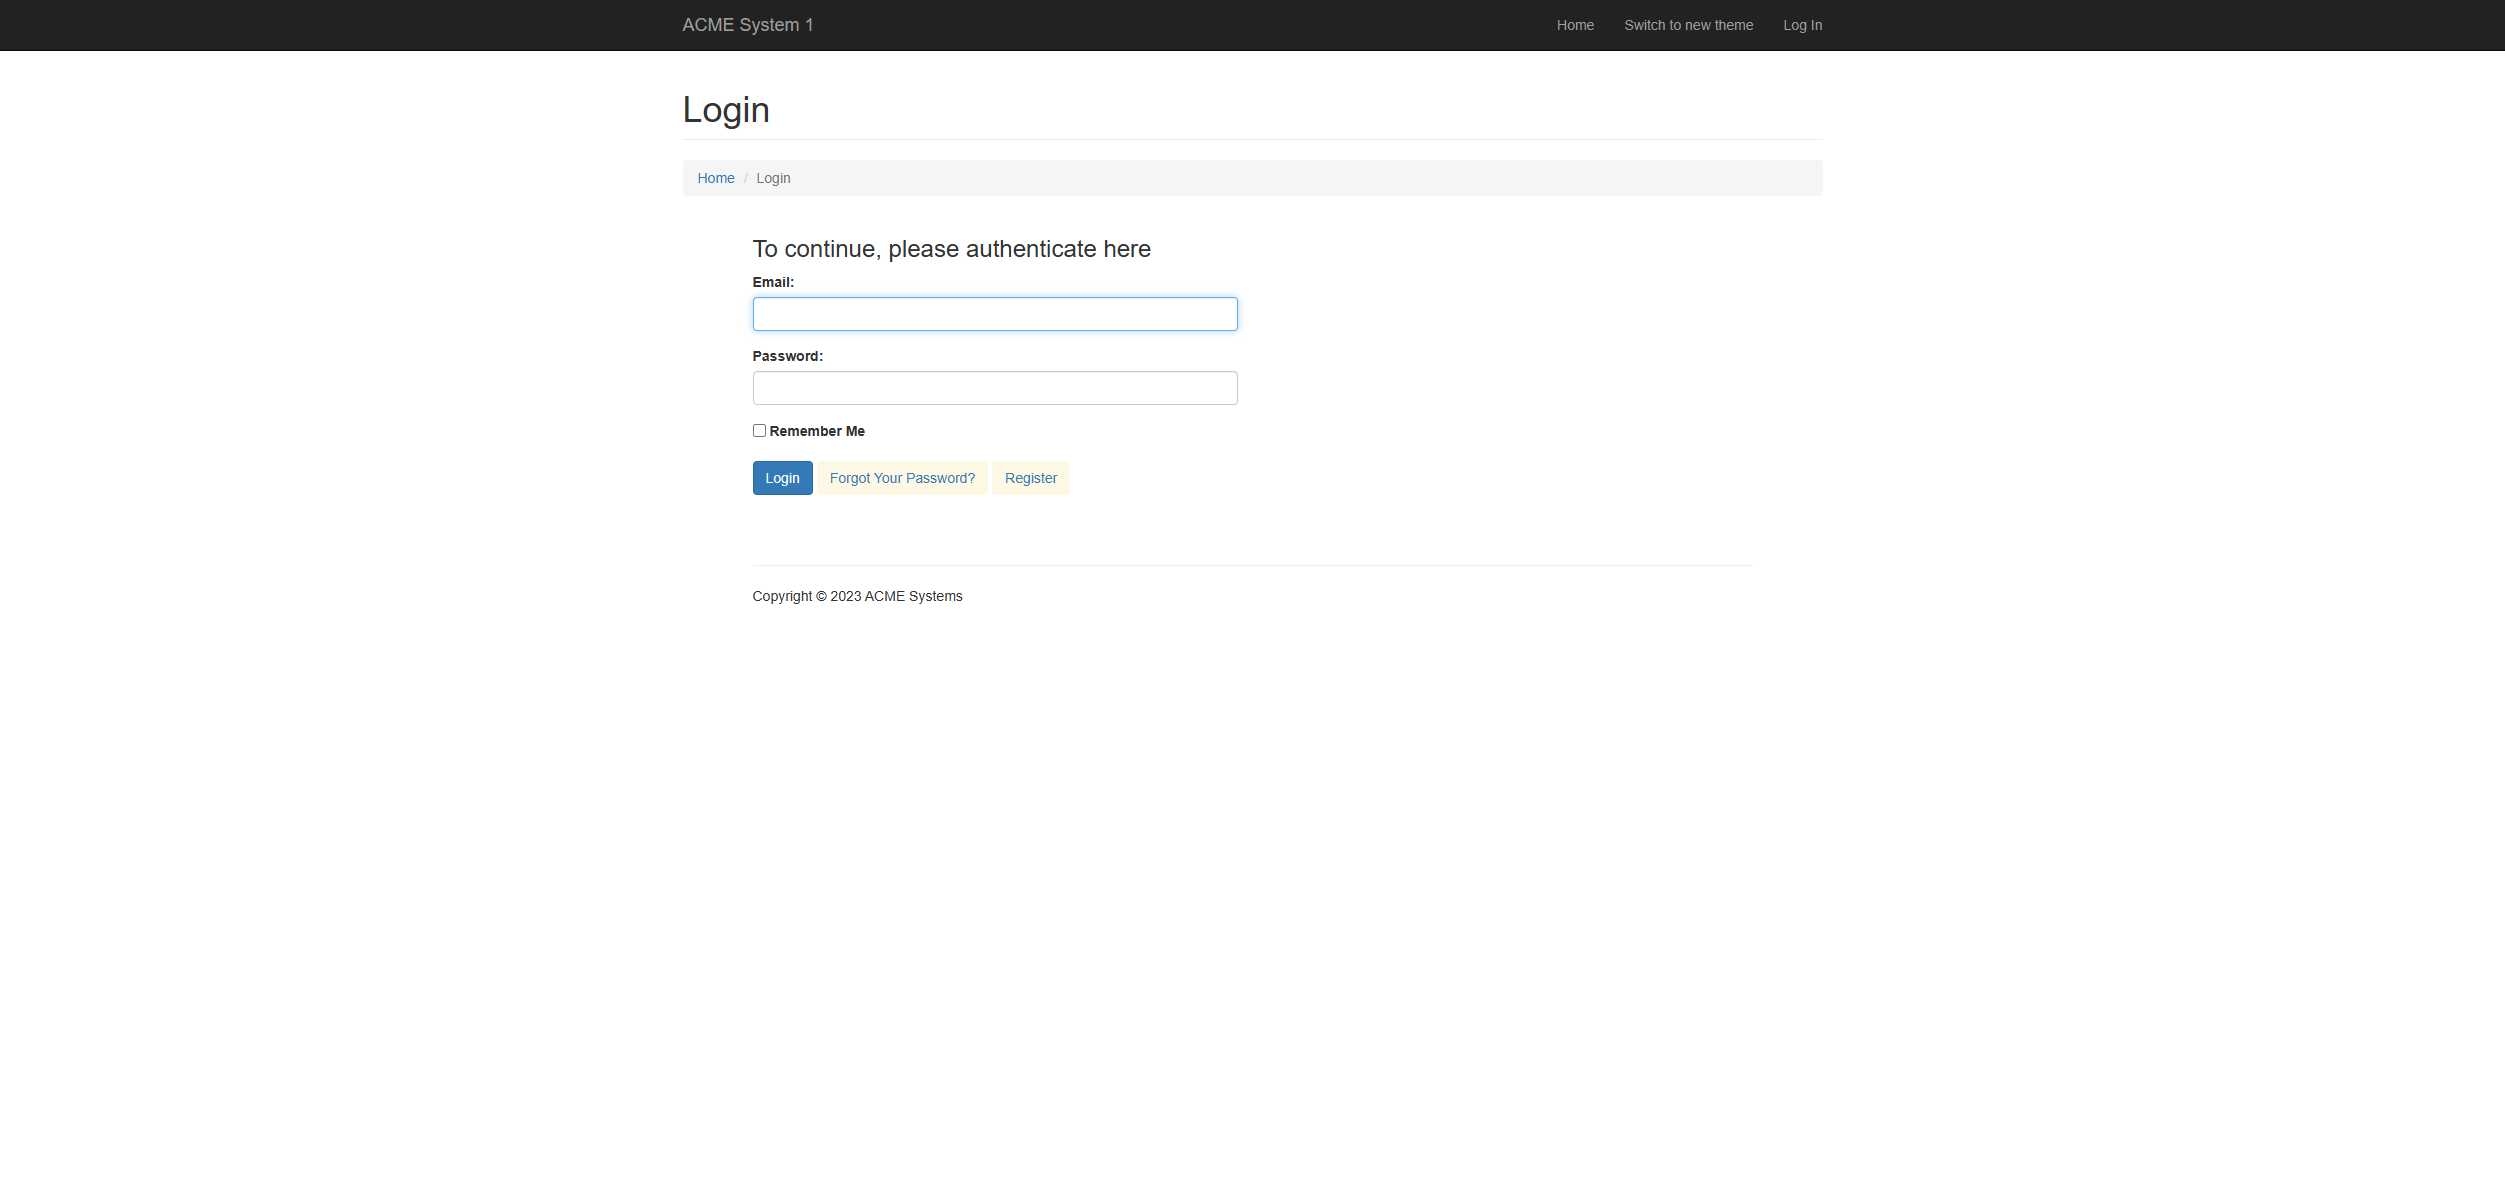 ACME System 1 Home Switch to new theme Log In
Login
Home / Login
To continue, please authenticate here
Email:
Password:
Remember Me
Login Forgot Your Password? Register
Copyright © 2023 ACME Systems